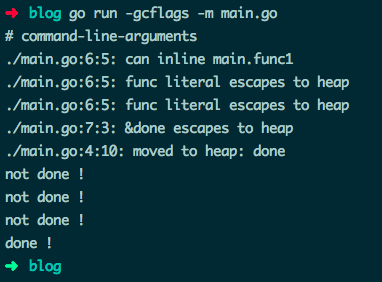 ➜ blog go run -gcflags -m main.go
# command-line-arguments
./main.go:6:5: can inline main.func1
./main.go:6:5: func literal escapes to heap
./main.go:6:5: func literal escapes to heap
./main.go:7:3: &done escapes to heap
./main.go:4:10: moved to heap: done
not done !
not done !
not done !
done !
➜ blog